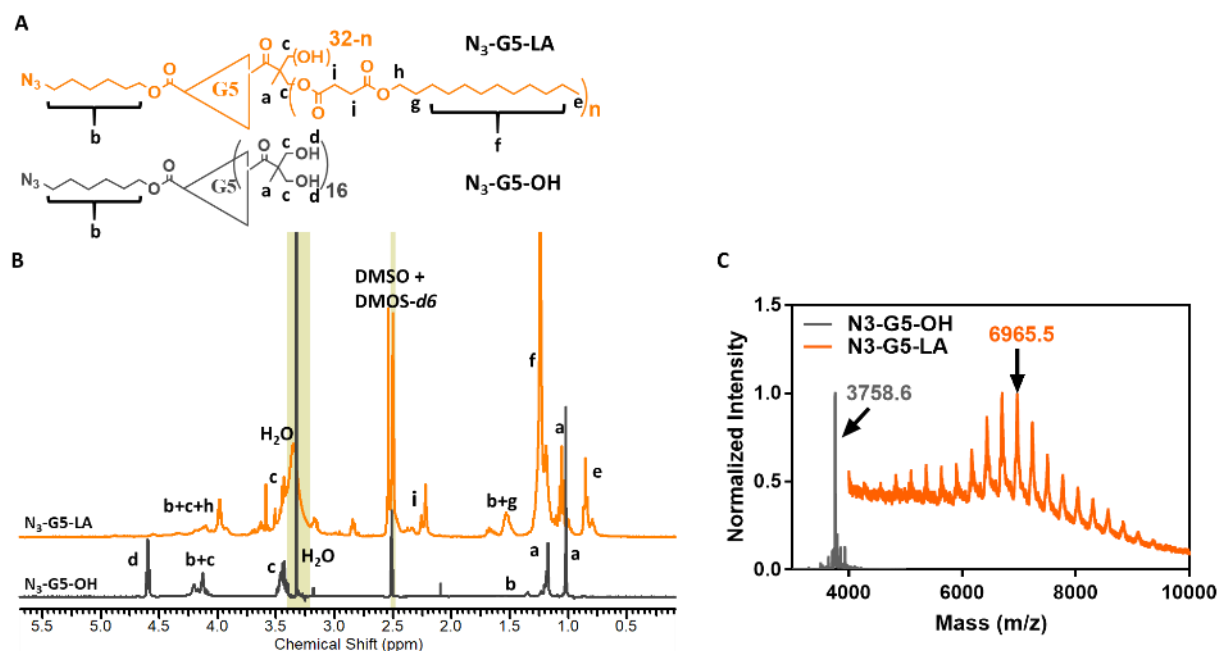 A
N3-G5-LA
N3
O
O
G5
O
c
(OH)
32-n
a
c
O
O
i
i
O
O
h
g
f
e
n
b
N3-G5-OH
N3
O
O
G5
O
c
d
OH
OH
a
c
d
16
b
B
DMSO +
DMOS-d6
f
H2O
c
a
e
b+c+h
i
b+g
N3-G5-LA
H2O
d
b+c
c
b
a
a
N3-G5-OH
5.5 5.0 4.5 4.0 3.5 3.0 2.5 2.0 1.5 1.0 0.5
Chemical Shift (ppm)
C
N3-G5-OH
N3-G5-LA
6965.5
3758.6
1.5
1.0
0.5
0.0
Normalized Intensity
4000 6000 8000 10000
Mass (m/z)